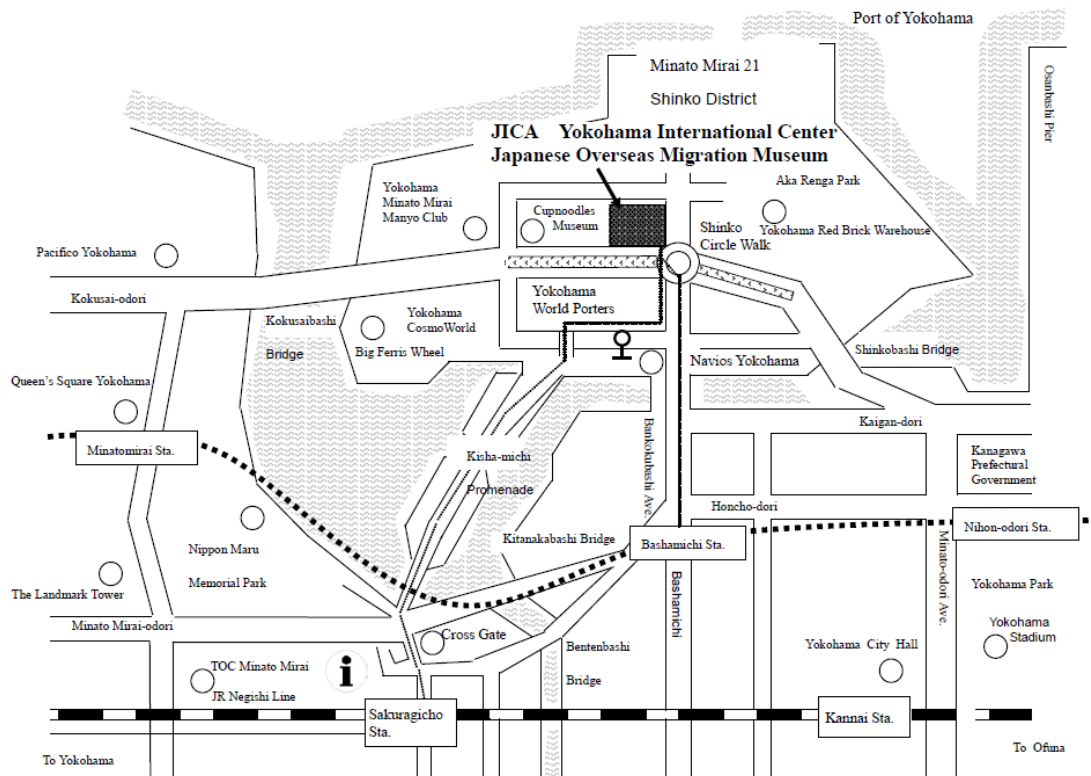 Port of Yokohama
Minato Mirai 21
Shinko District
Osanbashi Pier
JICA Yokohama International Center
Japanese Overseas Migration Museum
Aka Renga Park
Yokohama
Minato Mirai
Manyo Club
Cupnoodles
Museum
Shinko
Circle Walk
Yokohama Red Brick Warehouse
Pacifico Yokohama
Kokusai-odori
Yokohama
World Porters
Kokusaibashi
Bridge
Yokohama
CosmoWorld
Big Ferris Wheel
Navios Yokohama
Shinkobashi Bridge
Queen's Square Yokohama
Bankokubashi Ave.
Kaigan-dori
Minatomirai Sta.
Kisha-michi
Promenade
Kanagawa
Prefectural
Government
Honcho-dori
Nihon-odori Sta.
Kitanakabashi Bridge
Bashamichi Sta.
Nippon Maru
Memorial Park
Bashamichi
Minato-odori Ave.
Yokohama Park
The Landmark Tower
Minato Mirai-odori
Cross Gate
Bentenbashi
Bridge
Yokohama City Hall
Yokohama
Stadium
TOC Minato Mirai
i
JR Negishi Line
Sakuragicho
Sta.
Kannai Sta.
To Yokohama
To Ofuna